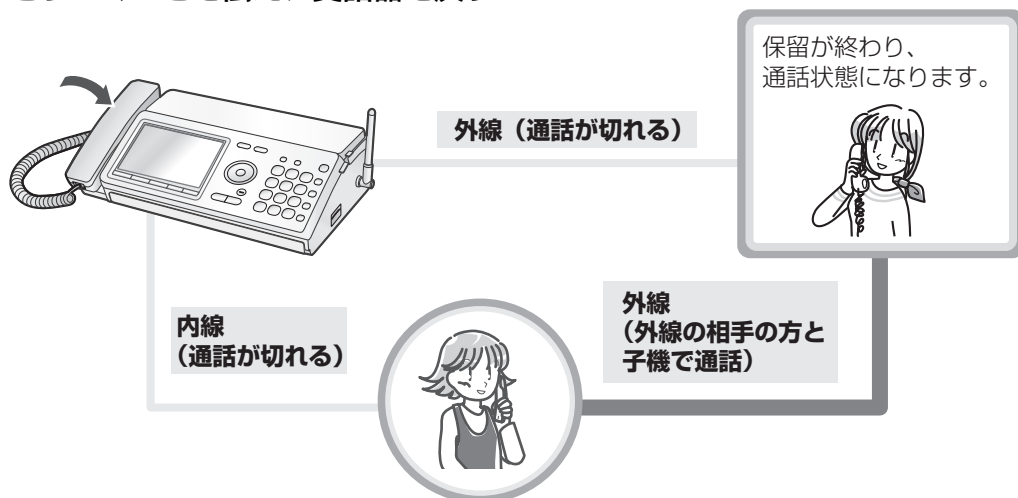 保留が終わり、
通話状態になります。
外線（通話が切れる）
内線
（通話が切れる）
外線
（外線の相手の方と
子機で通話）